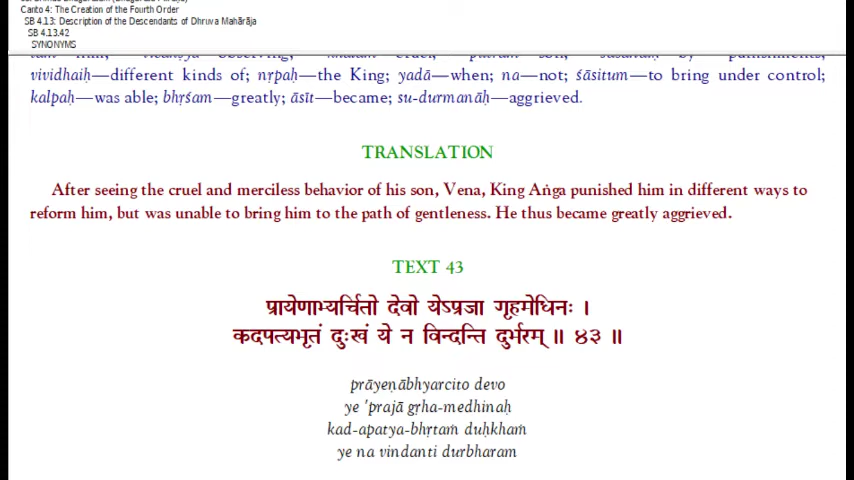 Canto 4: The Creation of the Fourth Order
SB 4.13: Description of the Descendants of Dhruva Mahārāja
SB 4.13.42
SYNONYMS
vividhaiḥ—different kinds of; nṛpaḥ—the King; yadā—when; na—not; śāsitum—to bring under control;
kalpaḥ—was able; bhṛśam—greatly; āsīt—became; su-durmanāḥ—aggrieved.
TRANSLATION
After seeing the cruel and merciless behavior of his son, Vena, King Aṅga punished him in different ways to
reform him, but was unable to bring him to the path of gentleness. He thus became greatly aggrieved.
TEXT 43
प्रायेणाभ्यर्चितो देवो येऽप्रजा गृहमेधिनः ।
कदपत्यभृतं दुःखं ये न विन्दन्ति दुर्भरम् ॥ ४३ ॥
prāyeṇābhyarcito devo
ye 'prajā gṛha-medhinaḥ
kad-apatya-bhṛtaṁ duḥkhaṁ
ye na vindanti durbharam